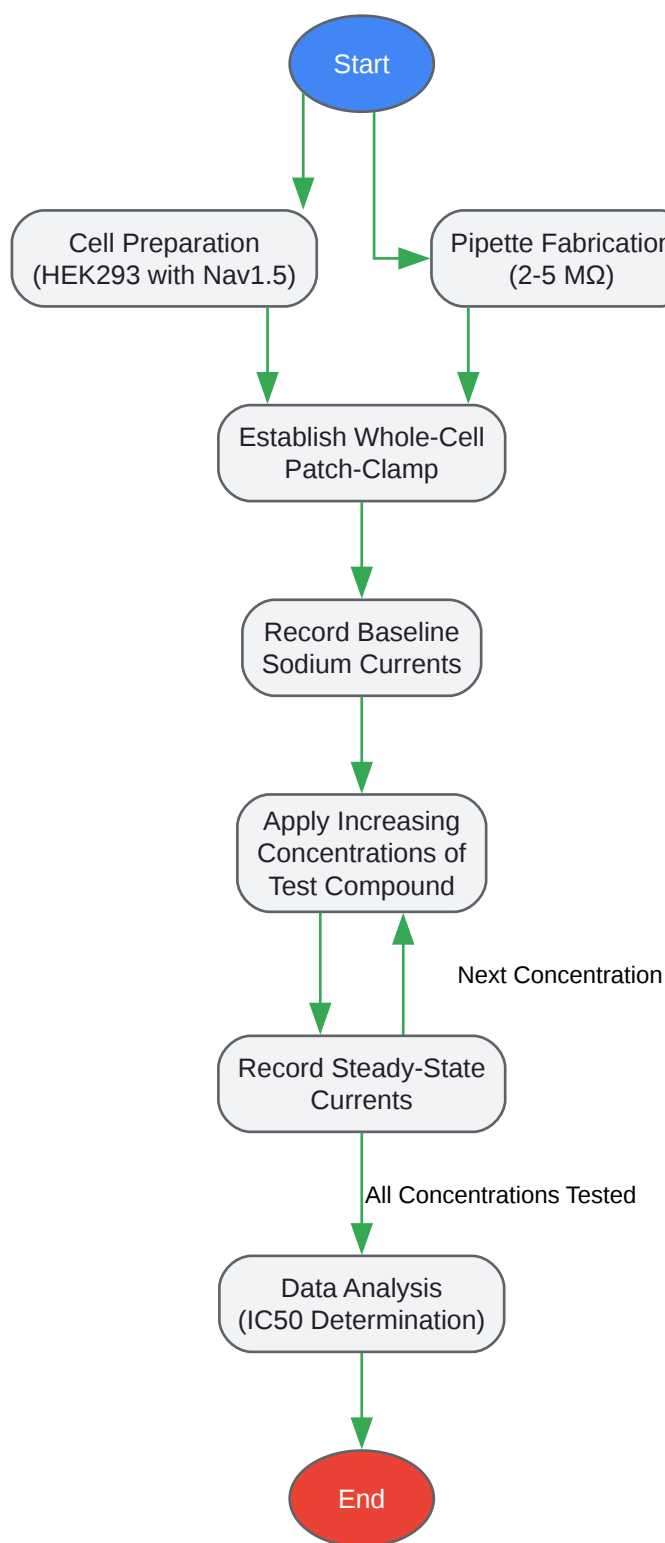 Start
Cell Preparation
(HEK293 with Nav1.5)
Pipette Fabrication
(2-5 MΩ)
Establish Whole-Cell
Patch-Clamp
Record Baseline
Sodium Currents
Apply Increasing
Concentrations of
Test Compound
Next Concentration
Record Steady-State
Currents
All Concentrations Tested
Data Analysis
(IC50 Determination)
End